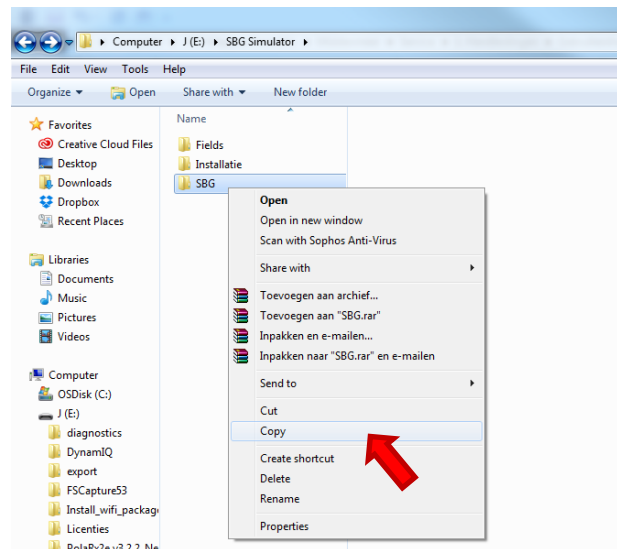 Computer ▸ J (E:) ▸ SBG Simulator ▸
File Edit View Tools Help
Organize ▾ Open Share with ▾ New folder
Name
Favorites
Creative Cloud Files
Desktop
Downloads
Dropbox
Recent Places
Libraries
Documents
Music
Pictures
Videos
Computer
OSDisk (C:)
J (E:)
diagnostics
DynamIQ
export
FSCapture53
Install_wifi_packag
Licenties
Fields
Installatie
SBG
Open
Open in new window
Scan with Sophos Anti-Virus
Share with
Toevoegen aan archief...
Toevoegen aan "SBG.rar"
Inpakken en e-mailen...
Inpakken naar "SBG.rar" en e-mailen
Send to
Cut
Copy
Create shortcut
Delete
Rename
Properties